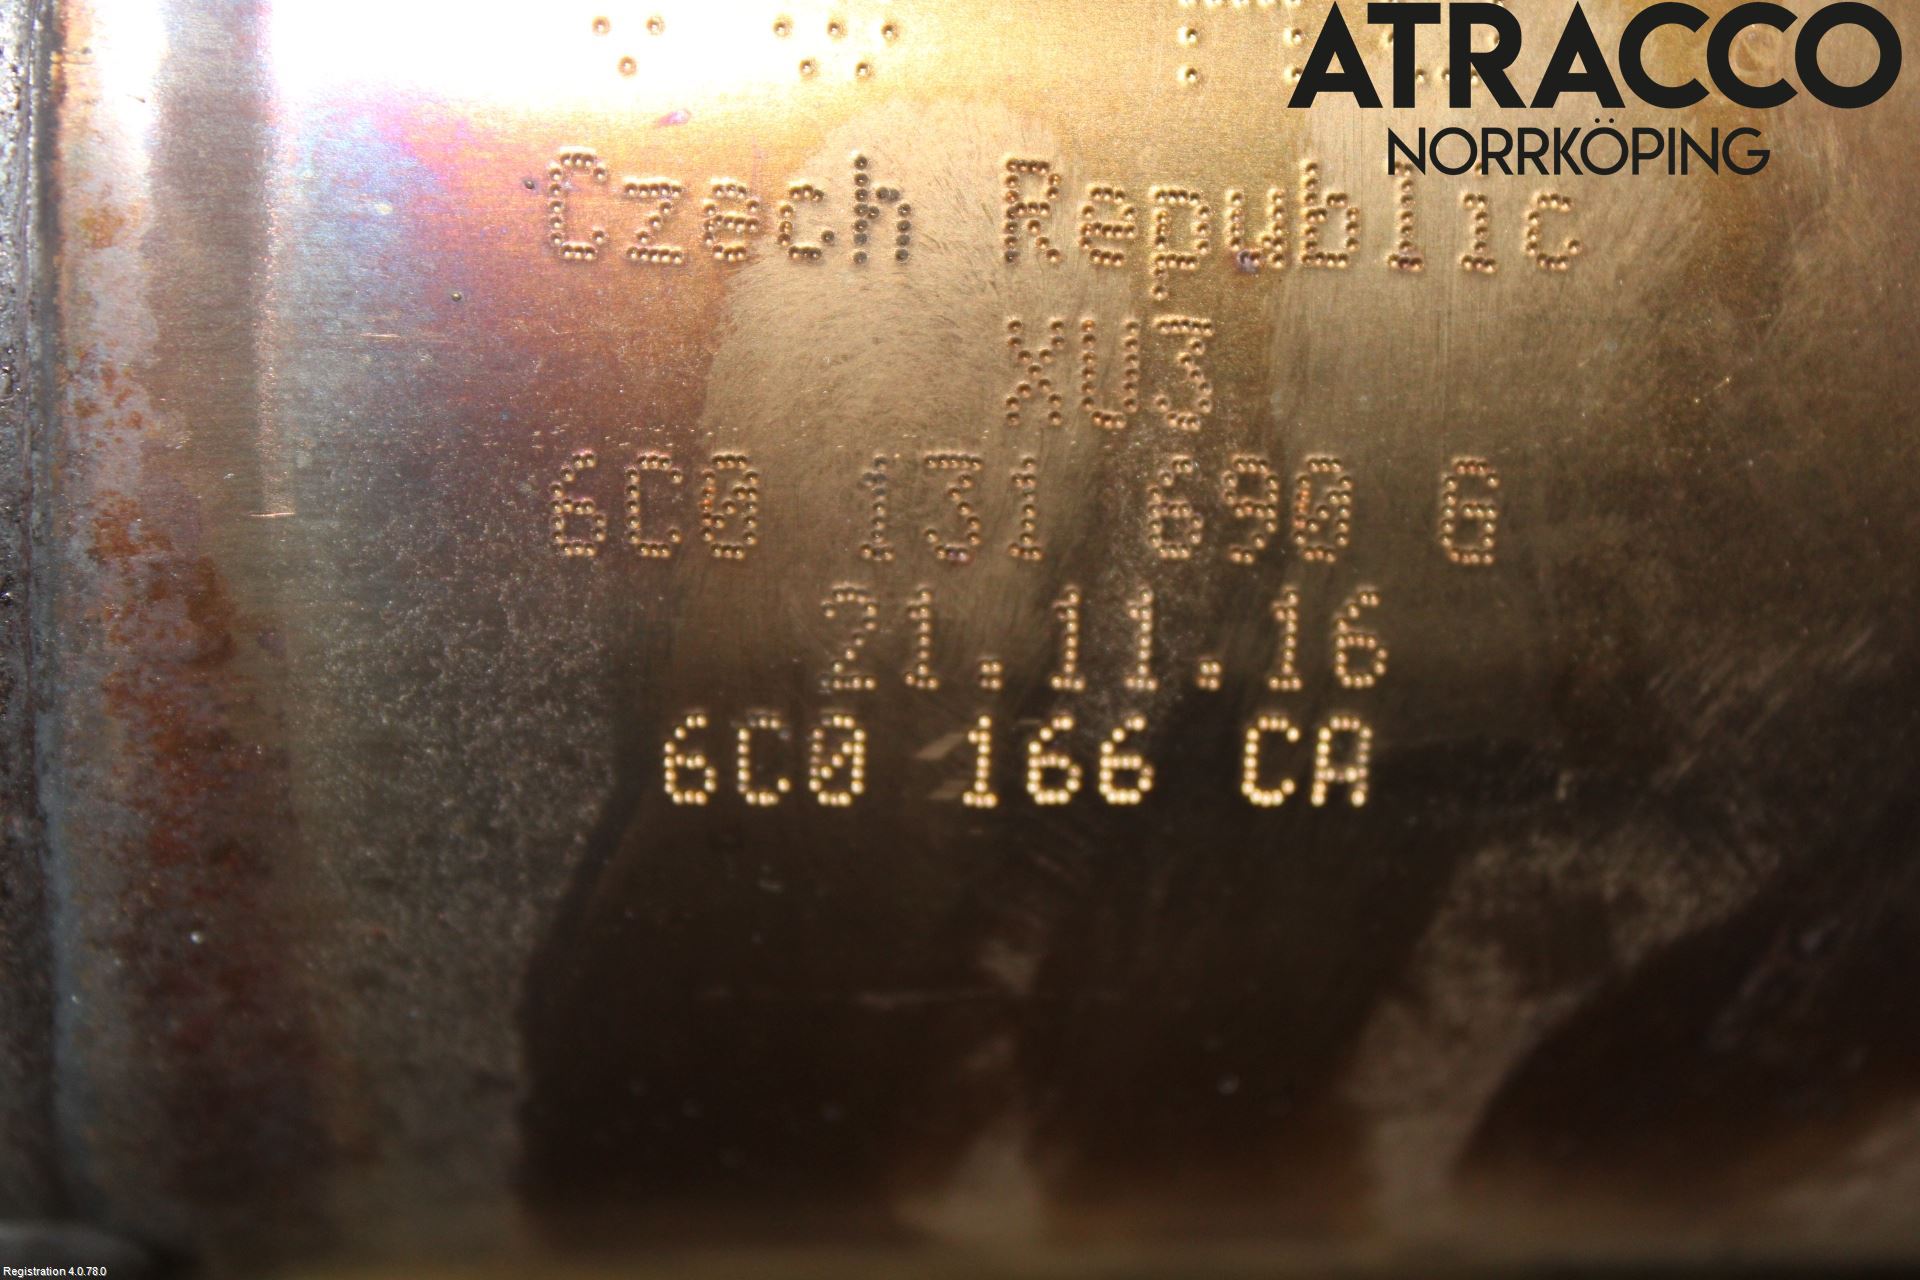 ATRACCO
NORRKÖPING
Czech Republic
XU3
6C0 131 690 G
21.11.16
6C0 166 CA
Registration 4.0.78.0